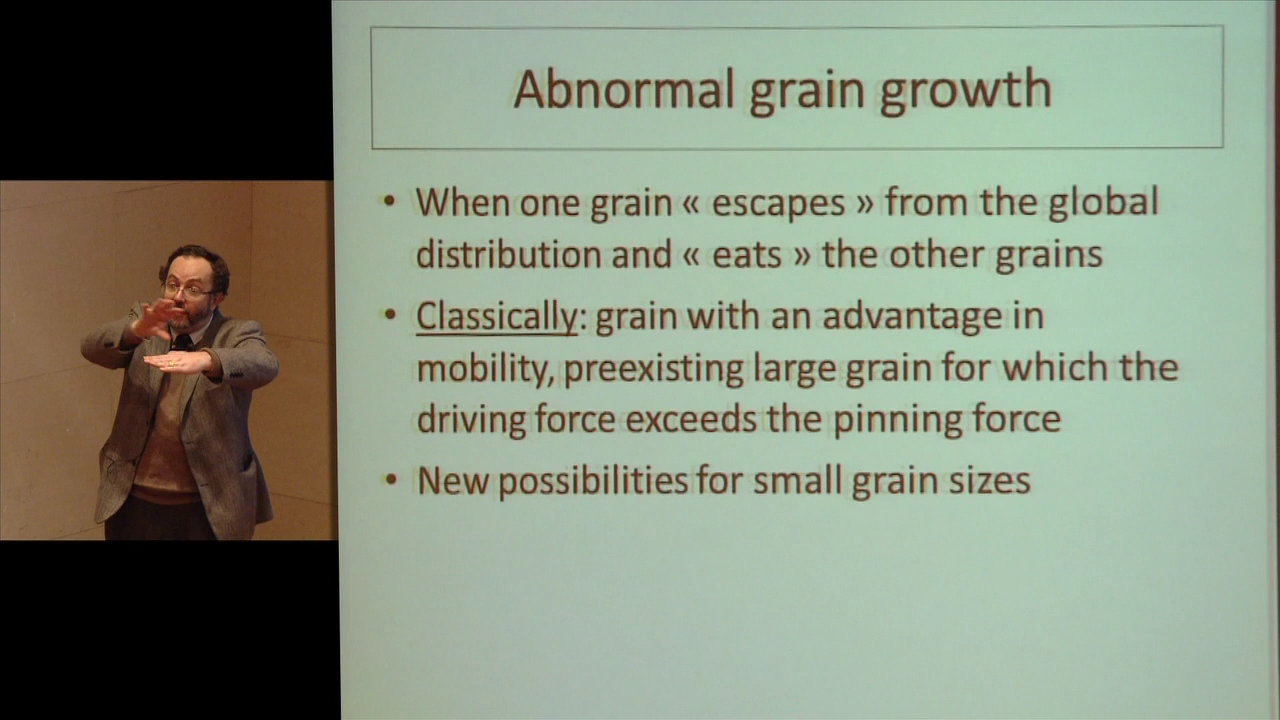 Abnormal grain growth
• When one grain « escapes » from the global
distribution and « eats » the other grains
• Classically: grain with an advantage in
mobility, preexisting large grain for which the
driving force exceeds the pinning force
• New possibilities for small grain sizes